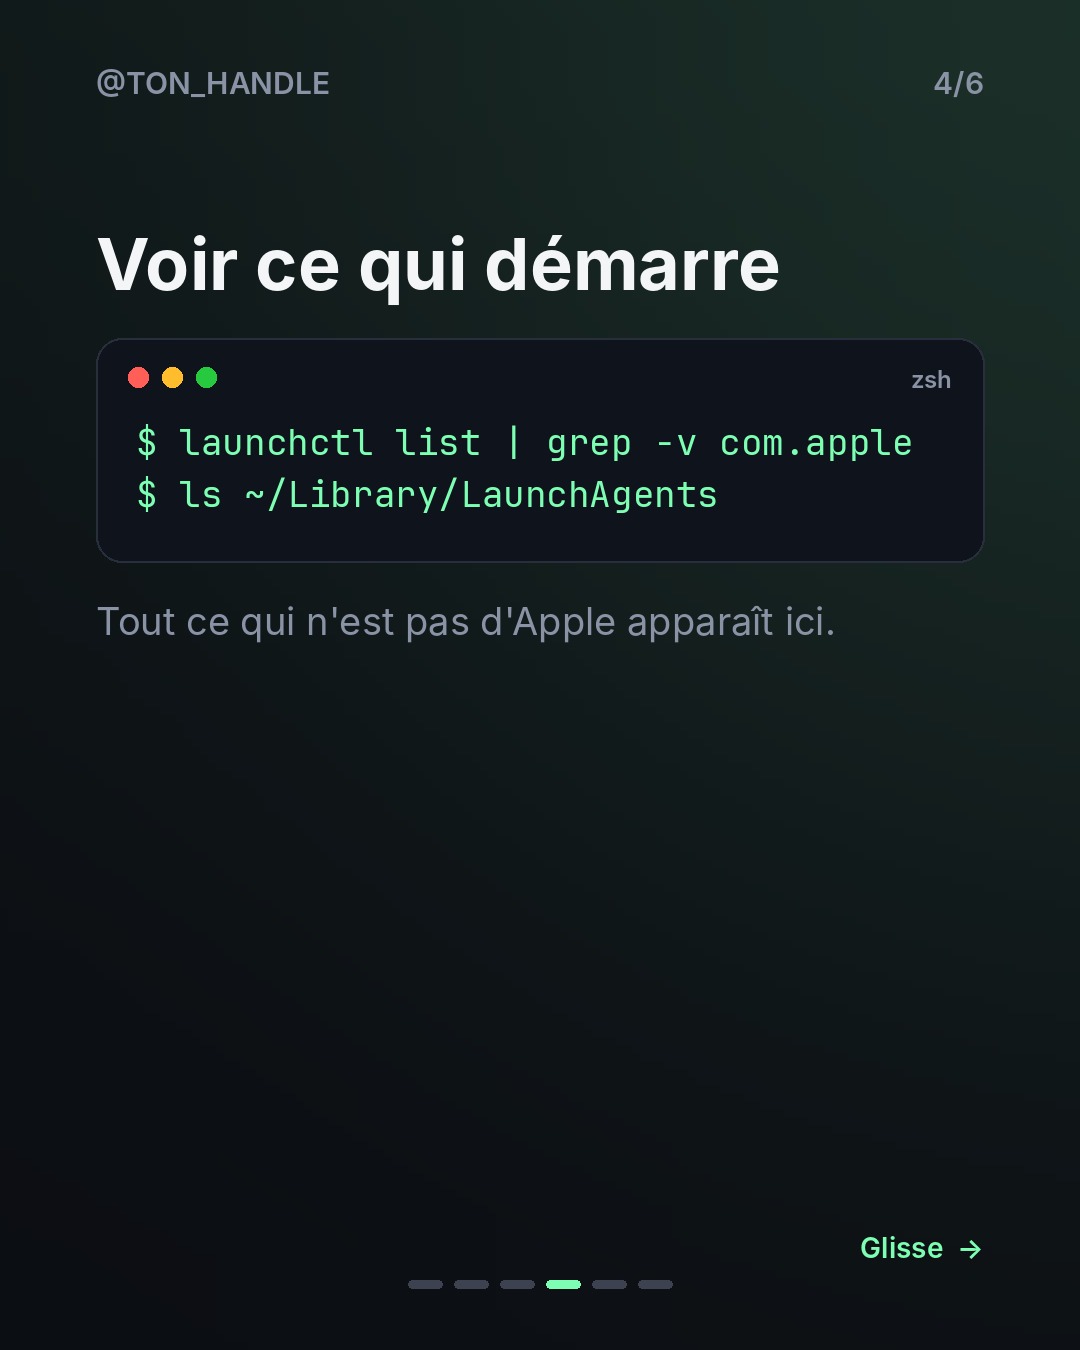 @TON_HANDLE
4/6
Voir ce qui démarre
zsh
$ launchctl list | grep -v com.apple
$ ls ~/Library/LaunchAgents
Tout ce qui n'est pas d'Apple apparaît ici.
Glisse →